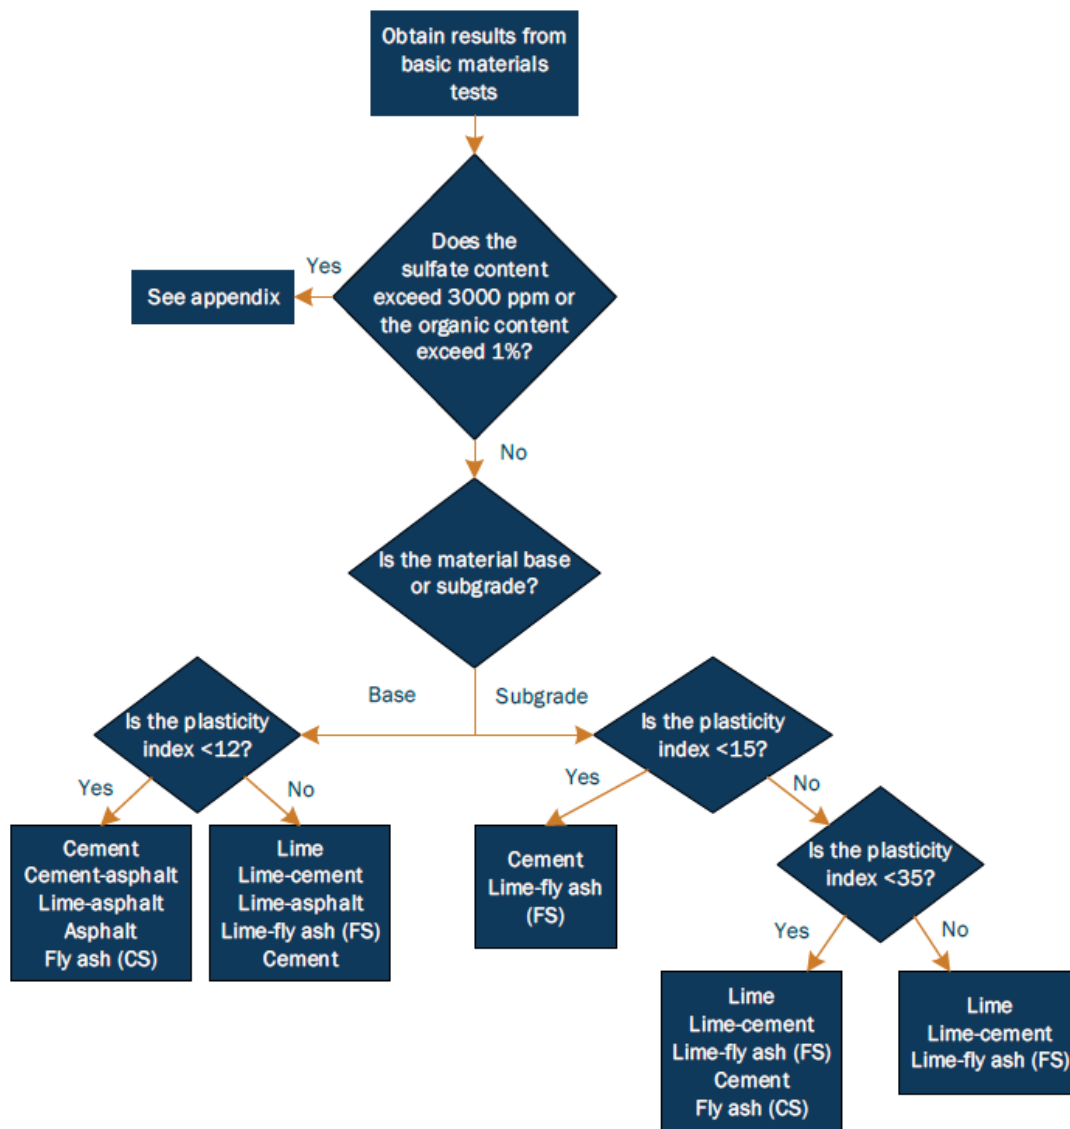 Obtain results from
basic materials
tests
Does the
sulfate content
exceed 3000 ppm or
the organic content
exceed 1%?
Yes
See appendix
No
Is the material base
or subgrade?
Base
Subgrade
Is the plasticity
index <12?
Yes
No
Cement
Cement-asphalt
Lime-asphalt
Asphalt
Fly ash (CS)
Lime
Lime-cement
Lime-asphalt
Lime-fly ash (FS)
Cement
Is the plasticity
index <15?
Yes
No
Cement
Lime-fly ash
(FS)
Is the plasticity
index <35?
Yes
No
Lime
Lime-cement
Lime-fly ash (FS)
Cement
Fly ash (CS)
Lime
Lime-cement
Lime-fly ash (FS)